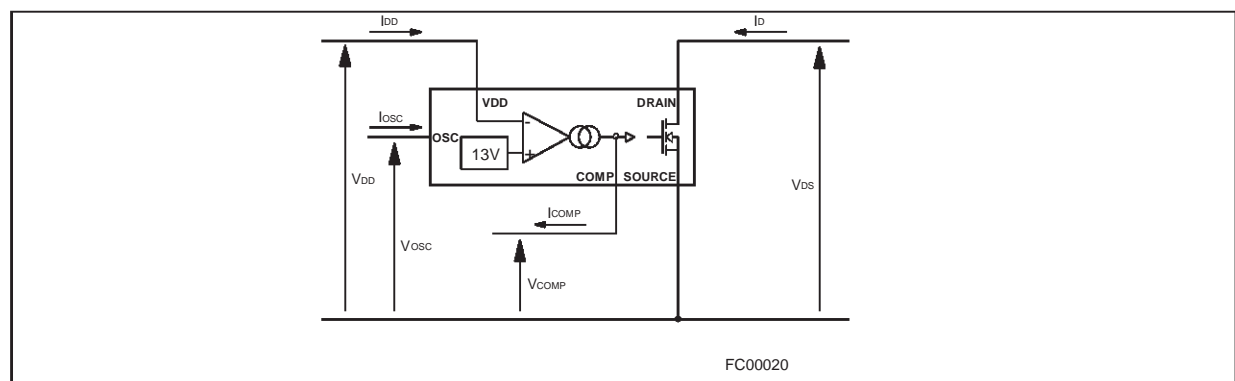 IDD ID
VDD DRAIN
IOSC
OSC
-
13V
+
COMP SOURCE
VDD
VDS
ICOMP
VOSC
VCOMP
FC00020